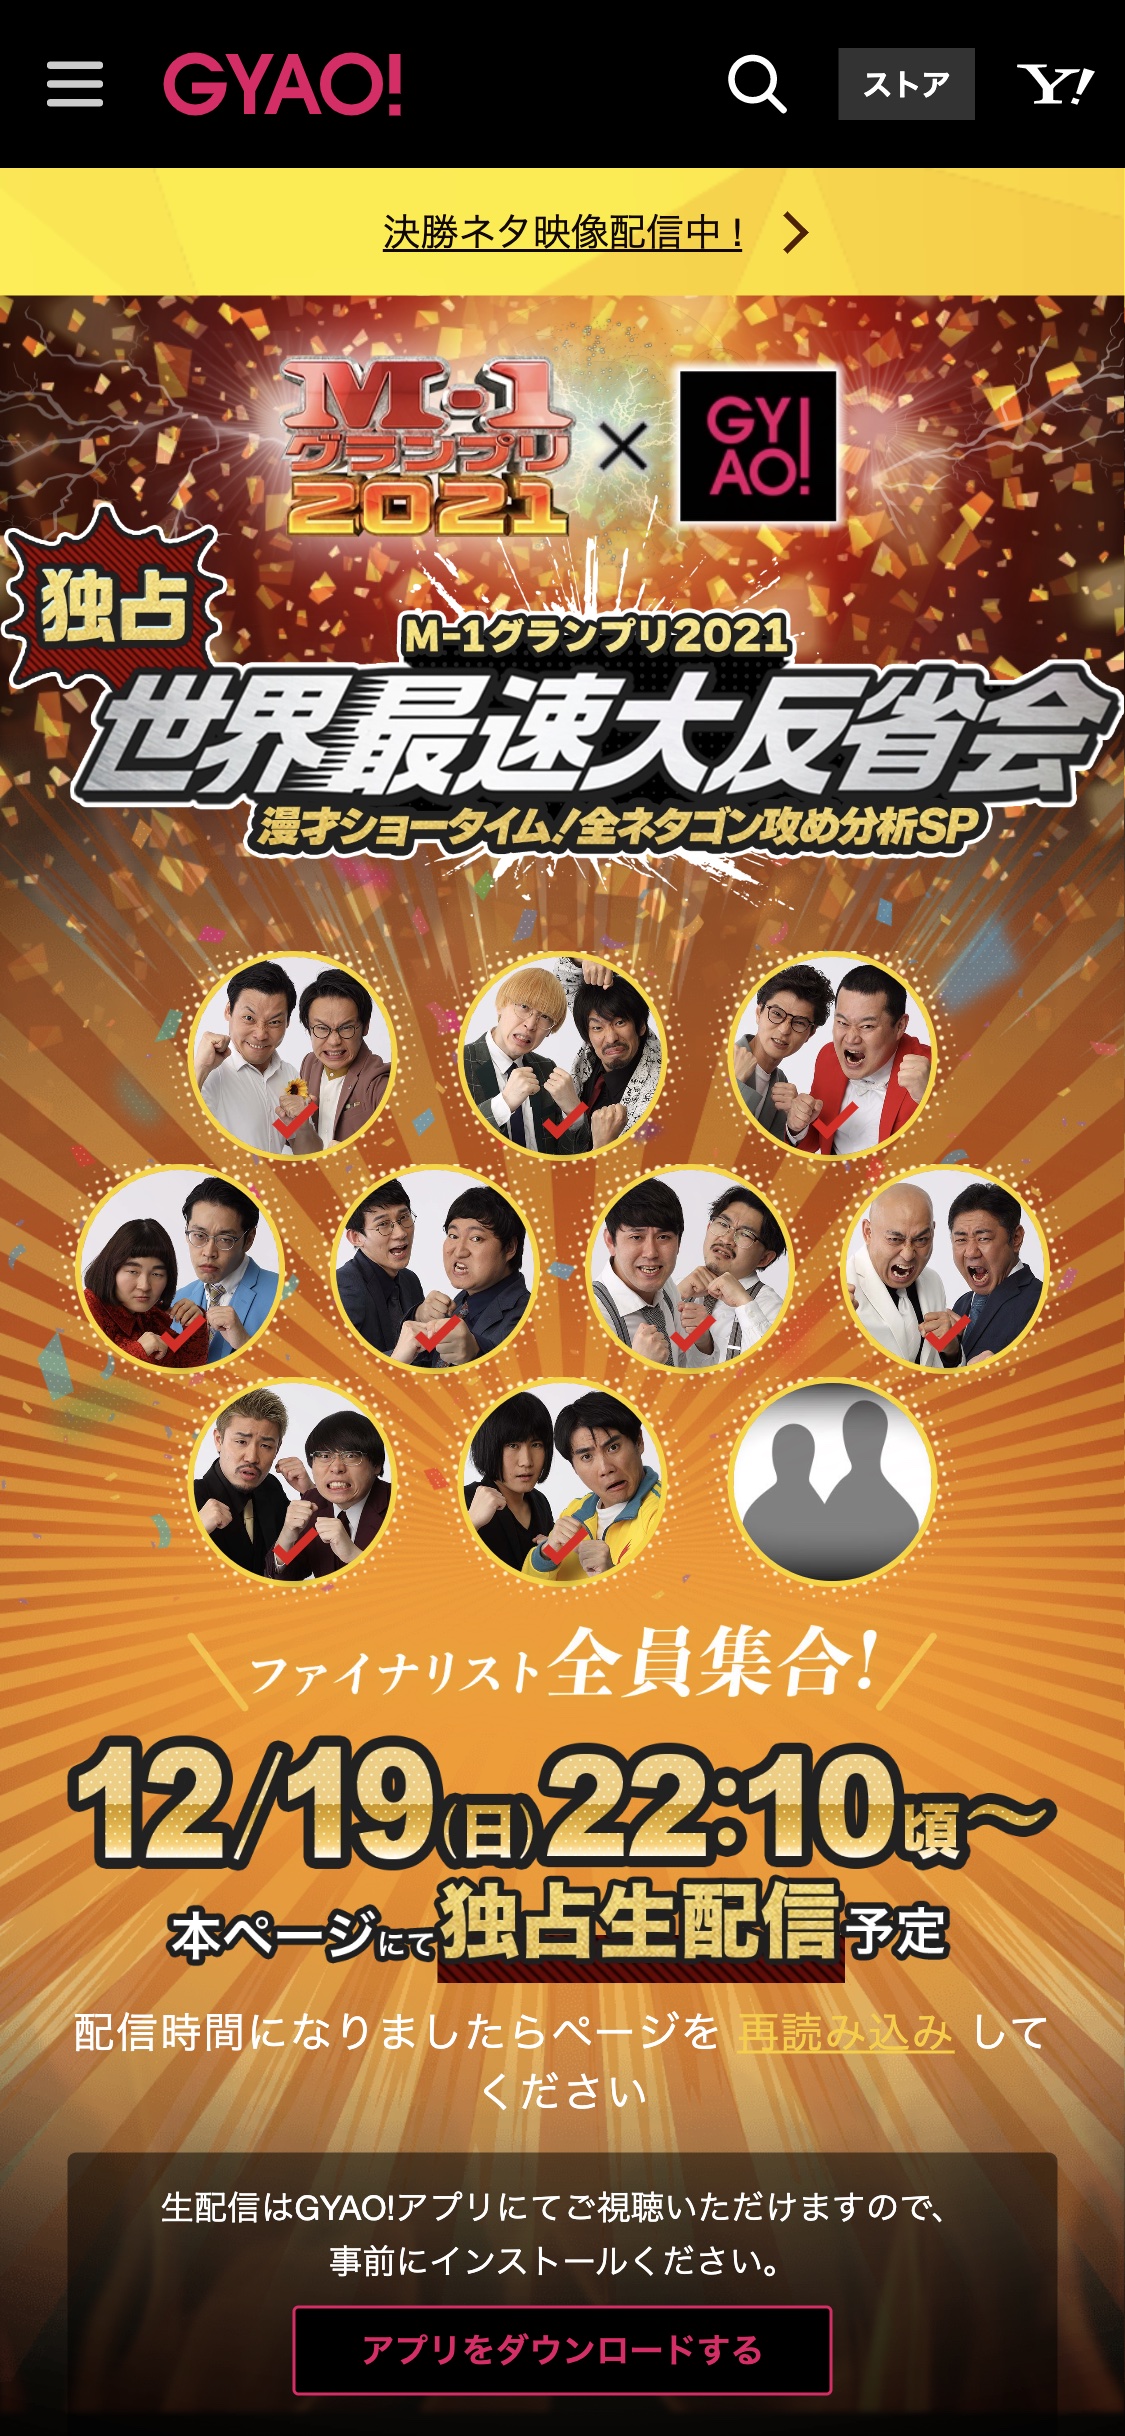 GYAO!
ストア
Y!
決勝ネタ映像配信中!
M-1
グランプリ
2021
×
GY
AO!
独占
M-1グランプリ2021
世界最速大反省会
漫才ショータイム!全ネタゴン攻め分析SP
ファイナリスト全員集合!
12/19(日)22:10頃〜
本ページにて独占生配信予定
配信時間になりましたらページを 再読み込み して
ください
生配信はGYAO!アプリにてご視聴いただけますので、
事前にインストールください。
アプリをダウンロードする